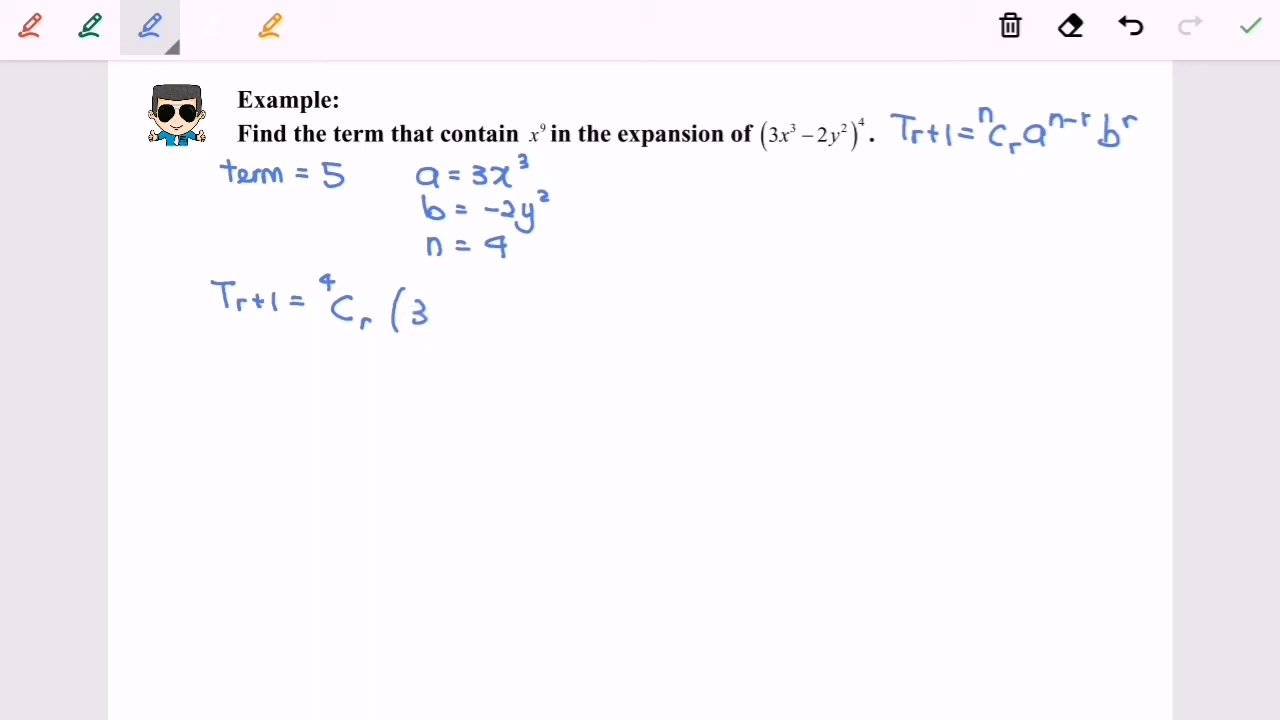 Example:
Find the term that contain x⁹ in the expansion of (3x³ − 2y²)⁴. Tr+1 = ⁿCᵣ aⁿ⁻ʳ bʳ
term = 5 a = 3x³
b = −2y²
n = 4
Tr+1 = ⁴Cᵣ (3